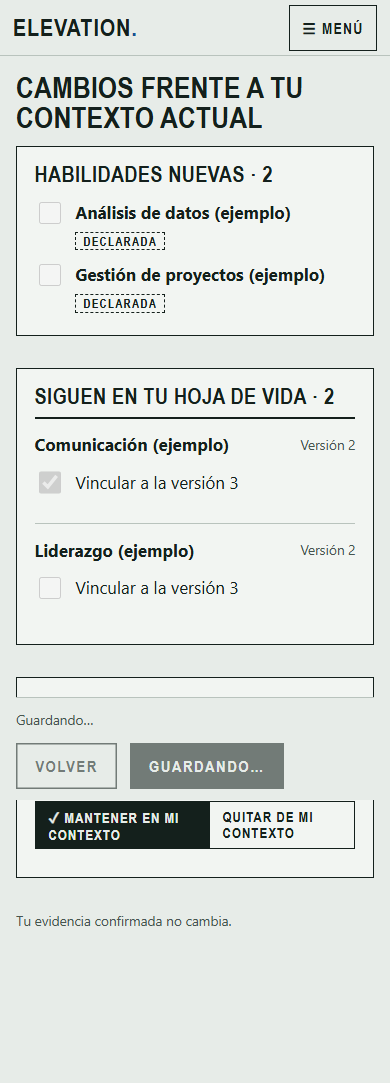 ELEVATION.
☰ MENÚ
CAMBIOS FRENTE A TU
CONTEXTO ACTUAL
HABILIDADES NUEVAS · 2
Análisis de datos (ejemplo)
DECLARADA
Gestión de proyectos (ejemplo)
DECLARADA
SIGUEN EN TU HOJA DE VIDA · 2
Comunicación (ejemplo) Versión 2
Vincular a la versión 3
Liderazgo (ejemplo) Versión 2
Vincular a la versión 3
Guardando…
VOLVER GUARDANDO…
✓ MANTENER EN MI
CONTEXTO
QUITAR DE MI
CONTEXTO
Tu evidencia confirmada no cambia.